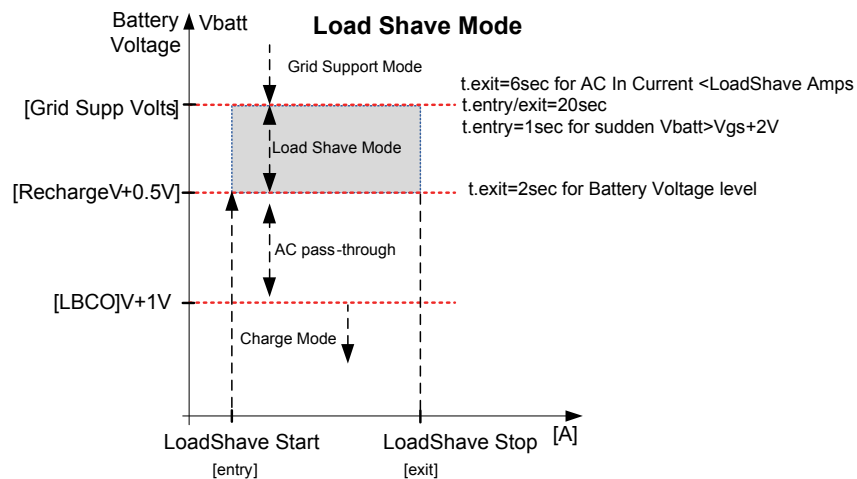 Load Shave Mode
Battery
Voltage
Vbatt
Grid Support Mode
[Grid Supp Volts]
t.exit=6sec for AC In Current <LoadShave Amps
t.entry/exit=20sec
t.entry=1sec for sudden Vbatt>Vgs+2V
Load Shave Mode
[RechargeV+0.5V]
t.exit=2sec for Battery Voltage level
AC pass-through
[LBCO]V+1V
Charge Mode
LoadShave Start
[entry]
LoadShave Stop
[exit]
[A]